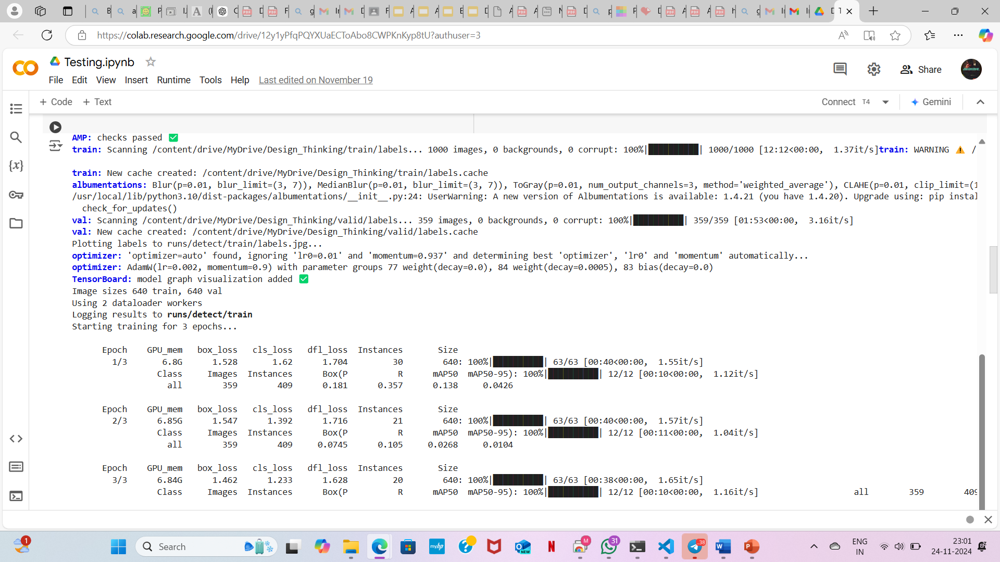 https://colab.research.google.com/drive/12y1yPfqPQYXUaECToAbo8CWPKnKyp8tU?authuser=3
Testing.ipynb
File Edit View Insert Runtime Tools Help Last edited on November 19
Share
+ Code + Text
Connect T4
Gemini
AMP: checks passed ✅
train: Scanning /content/drive/MyDrive/Design_Thinking/train/labels... 1000 images, 0 backgrounds, 0 corrupt: 100%|██████████| 1000/1000 [12:12<00:00, 1.37it/s]train: WARNING ⚠️ /
train: New cache created: /content/drive/MyDrive/Design_Thinking/train/labels.cache
albumentations: Blur(p=0.01, blur_limit=(3, 7)), MedianBlur(p=0.01, blur_limit=(3, 7)), ToGray(p=0.01, num_output_channels=3, method='weighted_average'), CLAHE(p=0.01, clip_limit=(1
/usr/local/lib/python3.10/dist-packages/albumentations/__init__.py:24: UserWarning: A new version of Albumentations is available: 1.4.21 (you have 1.4.20). Upgrade using: pip instal
check_for_updates()
val: Scanning /content/drive/MyDrive/Design_Thinking/valid/labels... 359 images, 0 backgrounds, 0 corrupt: 100%|██████████| 359/359 [01:53<00:00, 3.16it/s]
val: New cache created: /content/drive/MyDrive/Design_Thinking/valid/labels.cache
Plotting labels to runs/detect/train/labels.jpg...
optimizer: 'optimizer=auto' found, ignoring 'lr0=0.01' and 'momentum=0.937' and determining best 'optimizer', 'lr0' and 'momentum' automatically...
optimizer: AdamW(lr=0.002, momentum=0.9) with parameter groups 77 weight(decay=0.0), 84 weight(decay=0.0005), 83 bias(decay=0.0)
TensorBoard: model graph visualization added ✅
Image sizes 640 train, 640 val
Using 2 dataloader workers
Logging results to runs/detect/train
Starting training for 3 epochs...
Epoch GPU_mem box_loss cls_loss dfl_loss Instances Size
1/3 6.8G 1.528 1.62 1.704 30 640: 100%|██████████| 63/63 [00:40<00:00, 1.55it/s]
Class Images Instances Box(P R mAP50 mAP50-95): 100%|██████████| 12/12 [00:10<00:00, 1.12it/s]
all 359 409 0.181 0.357 0.138 0.0426
Epoch GPU_mem box_loss cls_loss dfl_loss Instances Size
2/3 6.85G 1.547 1.392 1.716 21 640: 100%|██████████| 63/63 [00:40<00:00, 1.57it/s]
Class Images Instances Box(P R mAP50 mAP50-95): 100%|██████████| 12/12 [00:11<00:00, 1.04it/s]
all 359 409 0.0745 0.105 0.0268 0.0104
Epoch GPU_mem box_loss cls_loss dfl_loss Instances Size
3/3 6.84G 1.462 1.233 1.628 20 640: 100%|██████████| 63/63 [00:38<00:00, 1.65it/s]
Class Images Instances Box(P R mAP50 mAP50-95): 100%|██████████| 12/12 [00:10<00:00, 1.16it/s] all 359 409
1
Search
myhp
NEW
M
31
38
ENG
IN
23:01
24-11-2024